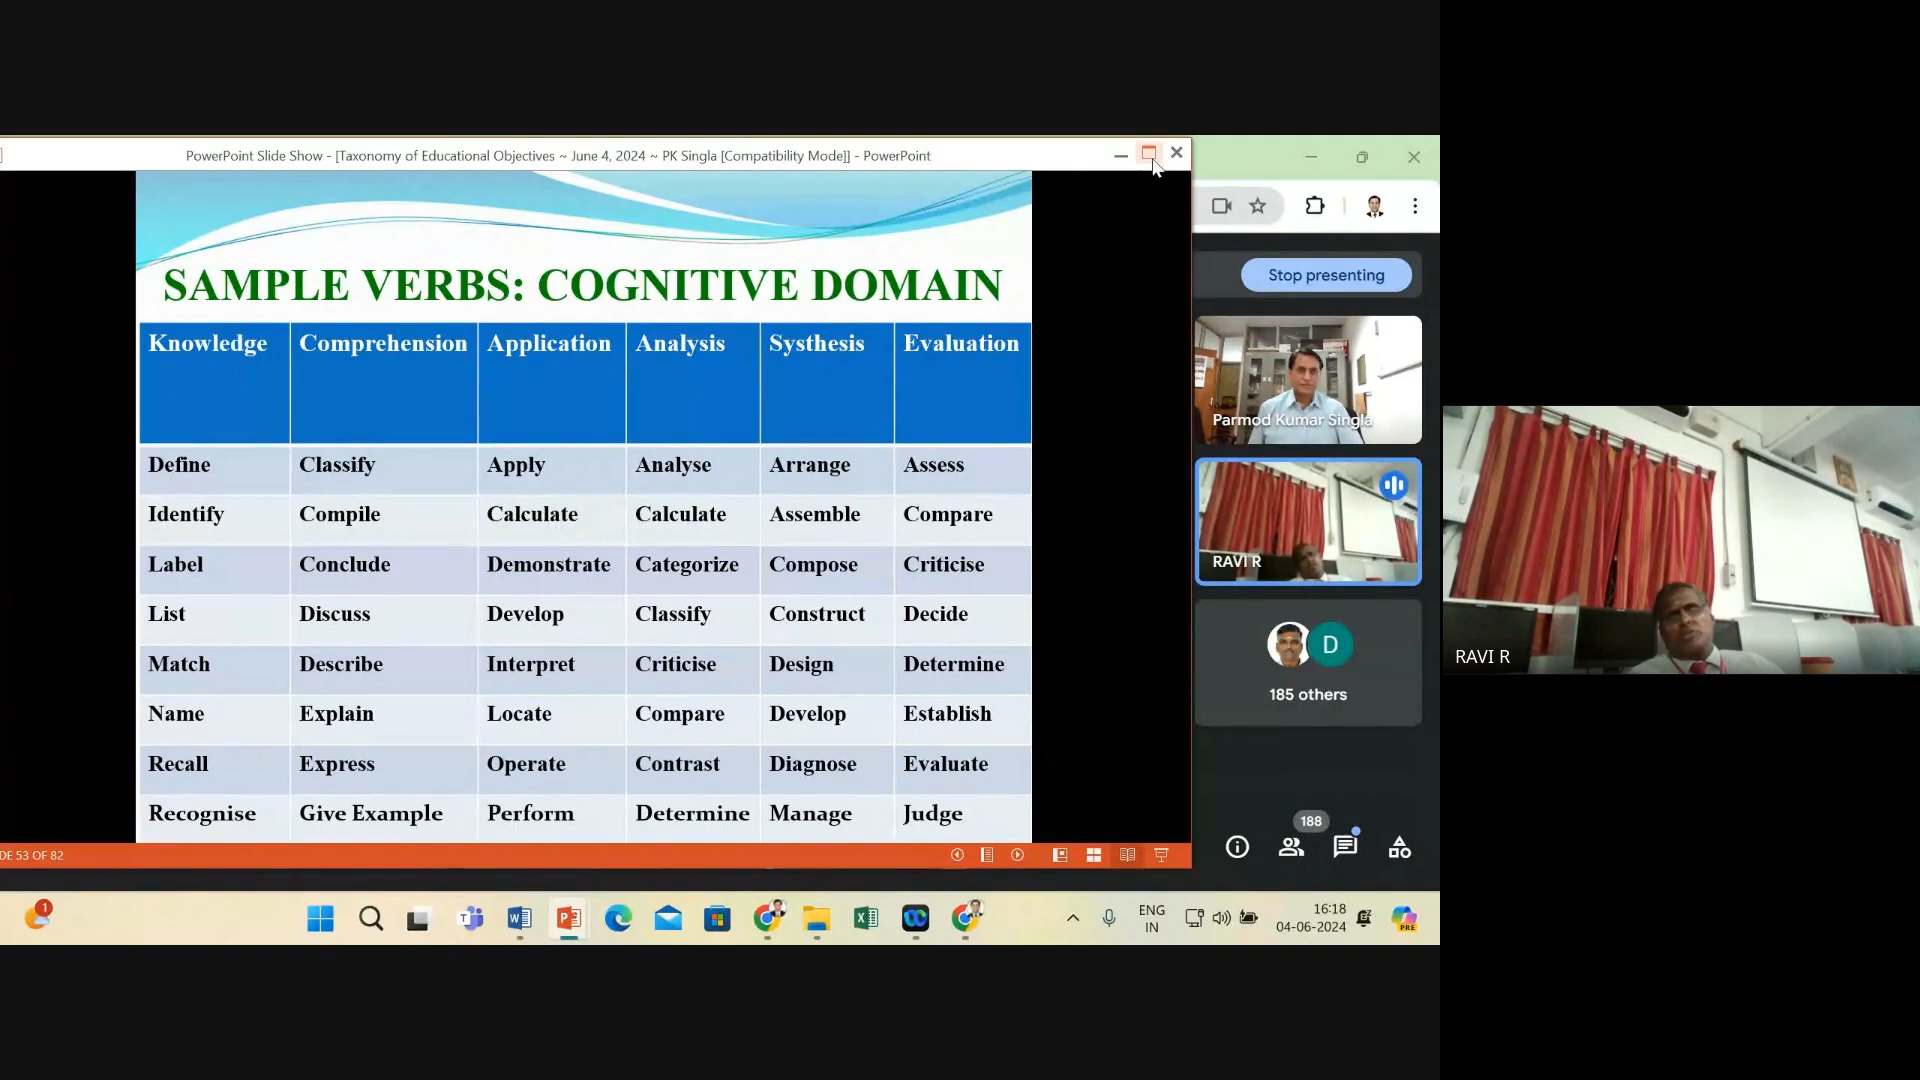 PowerPoint Slide Show - [Taxonomy of Educational Objectives ~ June 4, 2024 ~ PK Singla [Compatibility Mode]] - PowerPoint
SAMPLE VERBS: COGNITIVE DOMAIN
Knowledge Comprehension Application Analysis Systhesis Evaluation
Define Classify Apply Analyse Arrange Assess
Identify Compile Calculate Calculate Assemble Compare
Label Conclude Demonstrate Categorize Compose Criticise
List Discuss Develop Classify Construct Decide
Match Describe Interpret Criticise Design Determine
Name Explain Locate Compare Develop Establish
Recall Express Operate Contrast Diagnose Evaluate
Recognise Give Example Perform Determine Manage Judge
DE 53 OF 82
Stop presenting
Parmod Kumar Singla
RAVI R
D
185 others
188
RAVI R
1
ENG
IN
16:18
04-06-2024
PRE